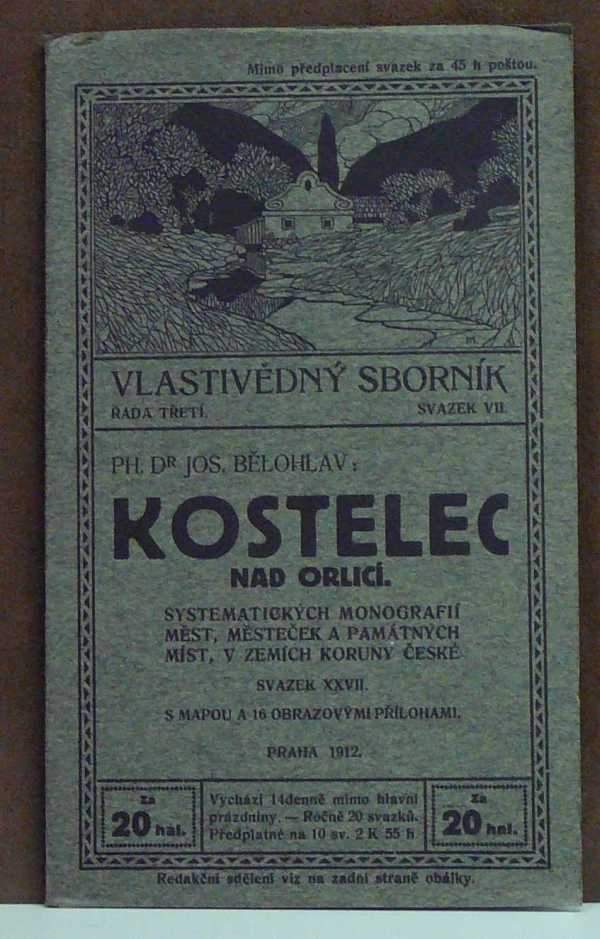 Mimo předplacení svazek za 45 h poštou.
VLASTIVĚDNÝ SBORNÍK
ŘADA TŘETÍ. SVAZEK VII.
PH. DR JOS. BĚLOHLAV:
KOSTELEC
NAD ORLICÍ.
SYSTEMATICKÝCH MONOGRAFIÍ
MĚST, MĚSTEČEK A PAMÁTNÝCH
MÍST, V ZEMÍCH KORUNY ČESKÉ
SVAZEK XXVII.
S MAPOU A 16 OBRAZOVÝMI PŘÍLOHAMI.
PRAHA 1912.
Za
20 hal.
Vychází 14denně mimo hlavní
prázdniny. — Ročně 20 svazků.
Předplatné na 10 sv. 2 K 55 h
Za
20 hal.
Redakční sdělení viz na zadní straně obálky.